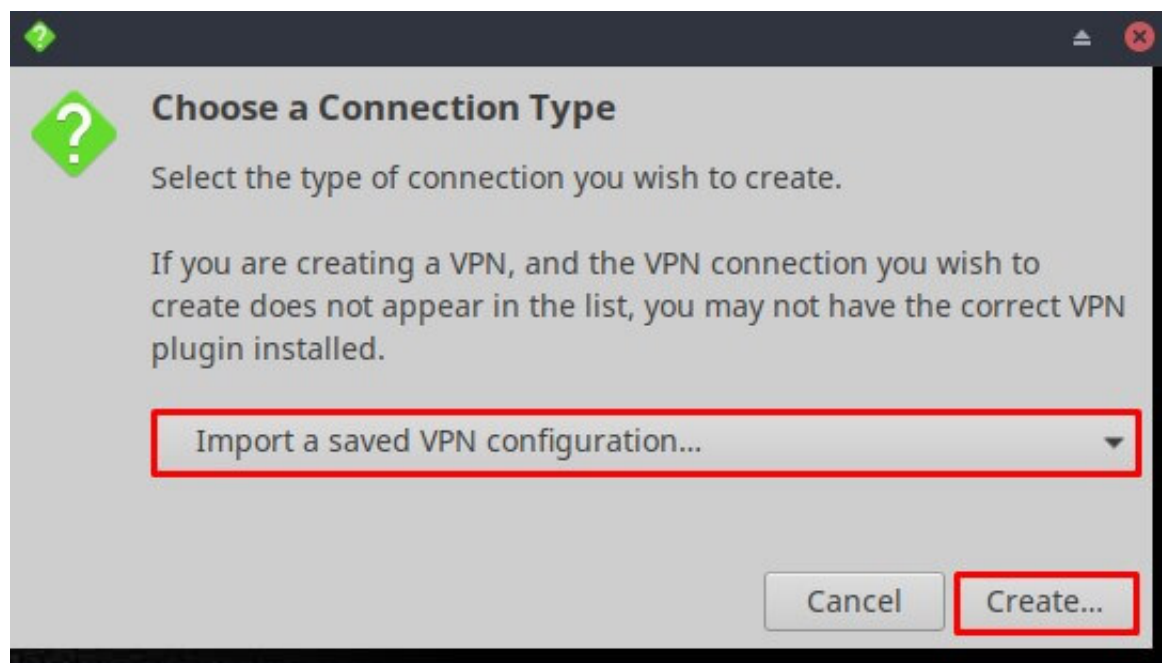 Choose a Connection Type
Select the type of connection you wish to create.
If you are creating a VPN, and the VPN connection you wish to
create does not appear in the list, you may not have the correct VPN
plugin installed.
Import a saved VPN configuration...
Cancel
Create...